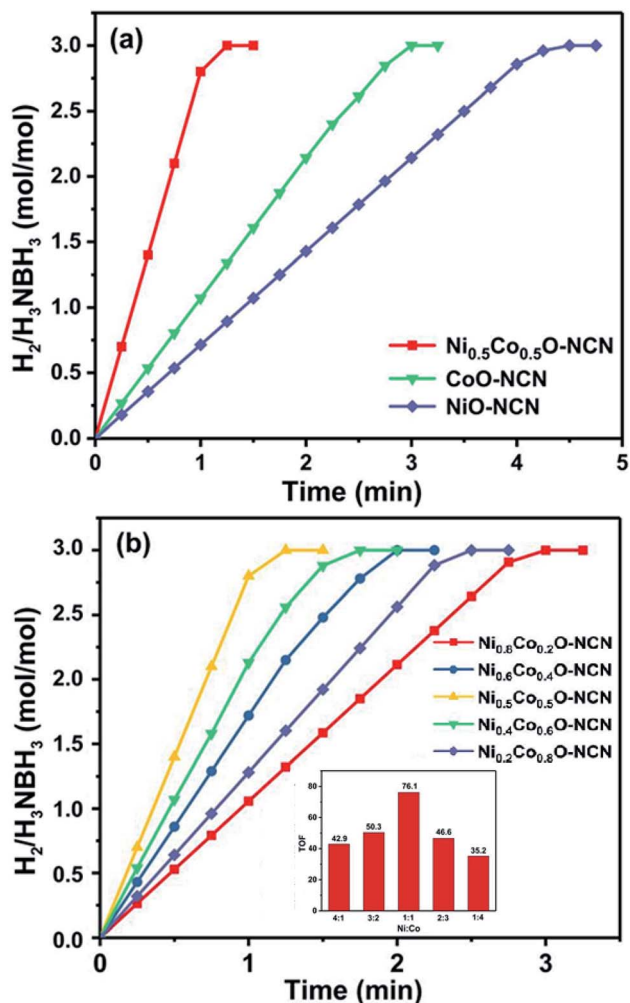 (a)
H₂/H₃NBH₃ (mol/mol)
3.0
2.5
2.0
1.5
1.0
0.5
0.0
Ni₀.₅Co₀.₅O-NCN
CoO-NCN
NiO-NCN
0 1 2 3 4 5
Time (min)
(b)
H₂/H₃NBH₃ (mol/mol)
3.0
2.5
2.0
1.5
1.0
0.5
0.0
Ni₀.₈Co₀.₂O-NCN
Ni₀.₆Co₀.₄O-NCN
Ni₀.₅Co₀.₅O-NCN
Ni₀.₄Co₀.₆O-NCN
Ni₀.₂Co₀.₈O-NCN
TOF
80
60
40
20
0
42.9 50.3 76.1 46.6 35.2
4:1 3:2 1:1 2:3 1:4
Ni:Co
0 1 2 3
Time (min)